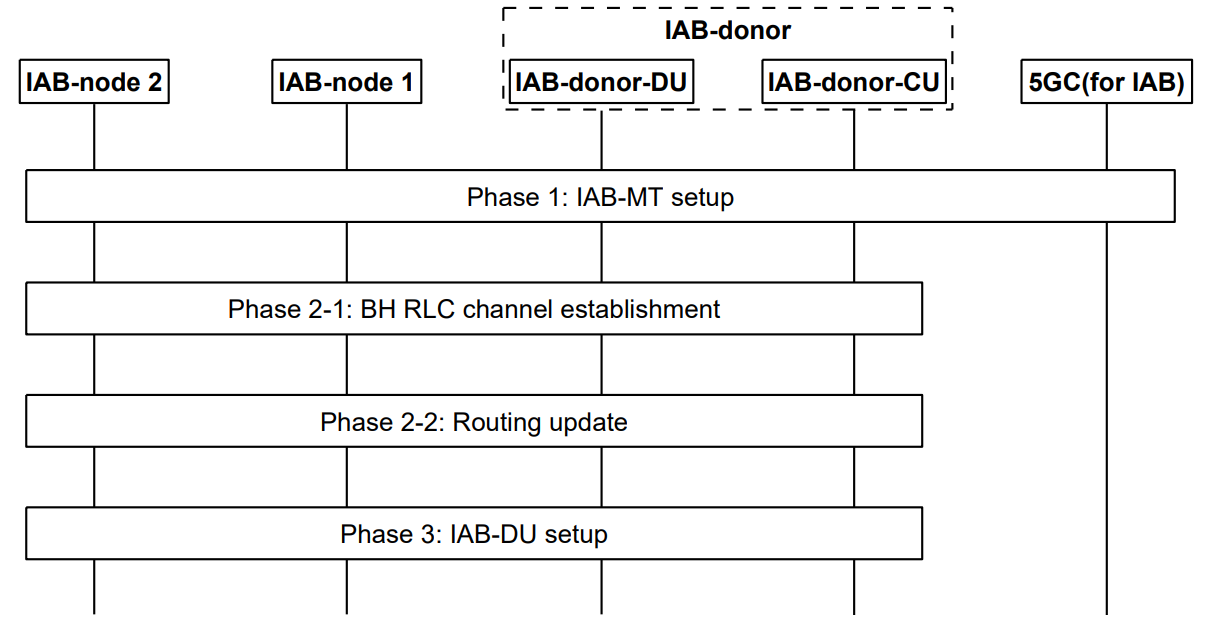 IAB-donor
IAB-node 2
IAB-node 1
IAB-donor-DU
IAB-donor-CU
5GC(for IAB)
Phase 1: IAB-MT setup
Phase 2-1: BH RLC channel establishment
Phase 2-2: Routing update
Phase 3: IAB-DU setup